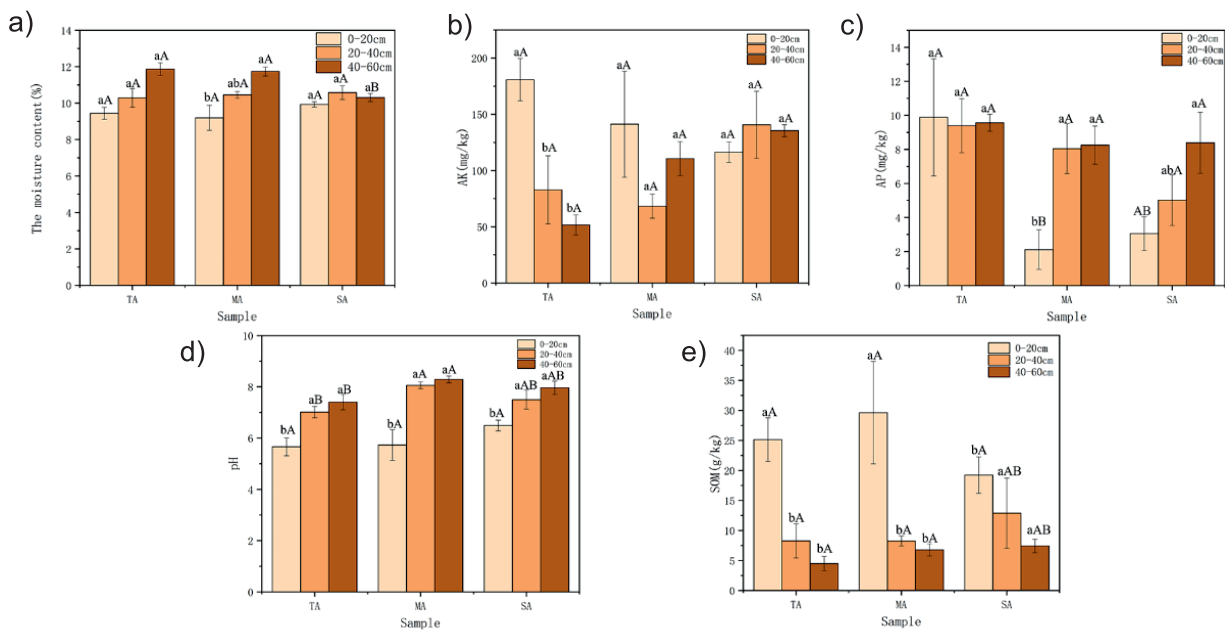 a)
The moisture content(%)
14
12
10
8
6
4
2
0
aA
aA
aA
bA
abA
aA
aA
aA
aB
0-20cm
20-40cm
40-60cm
TA
MA
SA
Sample
b)
AK(mg/kg)
200
150
100
50
0
aA
bA
bA
aA
aA
aA
aA
aA
aA
0-20cm
20-40cm
40-60cm
TA
MA
SA
Sample
c)
AP(mg/kg)
14
12
10
8
6
4
2
0
aA
aA
aA
bB
aA
aA
AB
abA
aA
0-20cm
20-40cm
40-60cm
TA
MA
SA
Sample
d)
pH
10
8
6
4
2
0
bA
aB
aB
bA
aA
aA
bA
aAB
aAB
0-20cm
20-40cm
40-60cm
TA
MA
SA
Sample
e)
SOM(g/kg)
40
35
30
25
20
15
10
5
0
aA
bA
bA
aA
bA
bA
bA
aAB
aAB
0-20cm
20-40cm
40-60cm
TA
MA
SA
Sample